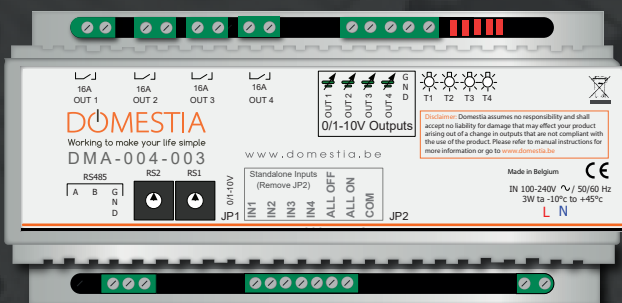 16A 16A 16A 16A
OUT 1 OUT 2 OUT 3 OUT 4
OUT 1 OUT 2 OUT 3 OUT 4 GND
0/1-10V Outputs
T1 T2 T3 T4
DOMESTIA
Working to make your life simple
DMA-004-003
www.domestia.be
Disclaimer: Domestia assumes no responsibility and shall
accept no liability for damage that may effect your product
arising out of a change in outputs that are not compliant with
the use of the product. Please refer to manual instructions for
more information or go to www.domestia.be
RS485 RS2 RS1
A B GND
0/1-10V
JP1
Standalone Inputs
(Remove JP2)
IN1 IN2 IN3 IN4 ALL OFF ALL ON COM
JP2
Made in Belgium CE
IN 100-240V ∿/ 50/60 Hz
3W ta -10°c to +45°c
L N